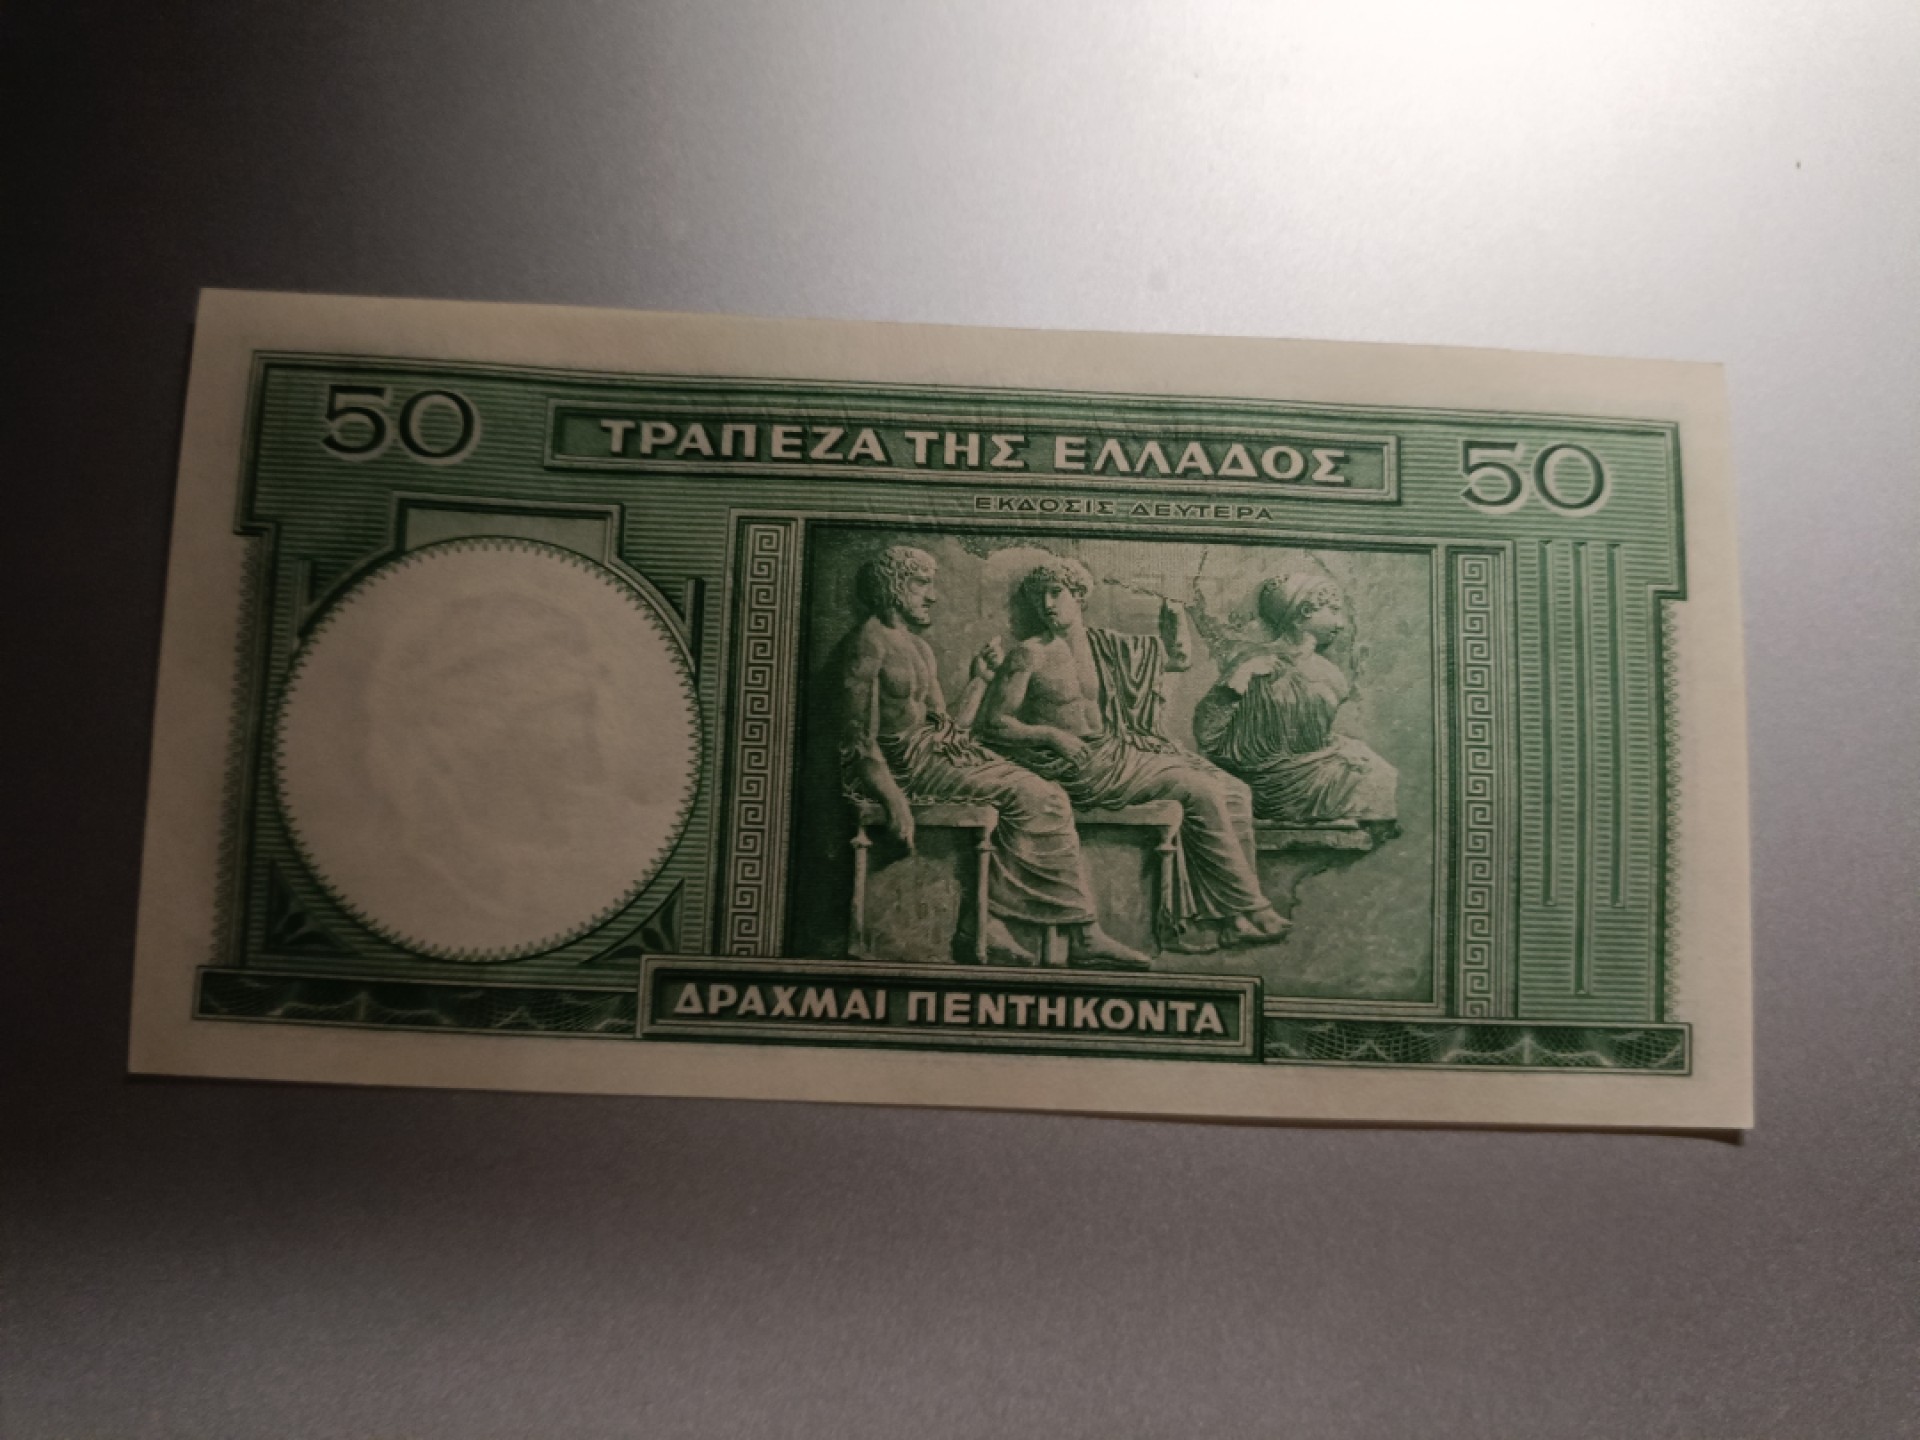 50 ΤΡΑΠΕΖΑ ΤΗΣ ΕΛΛΑΔΟΣ 50
ΕΚΔΟΣΙΣ ΔΕΥΤΕΡΑ
ΔΡΑΧΜΑΙ ΠΕΝΤΗΚΟΝΤΑ